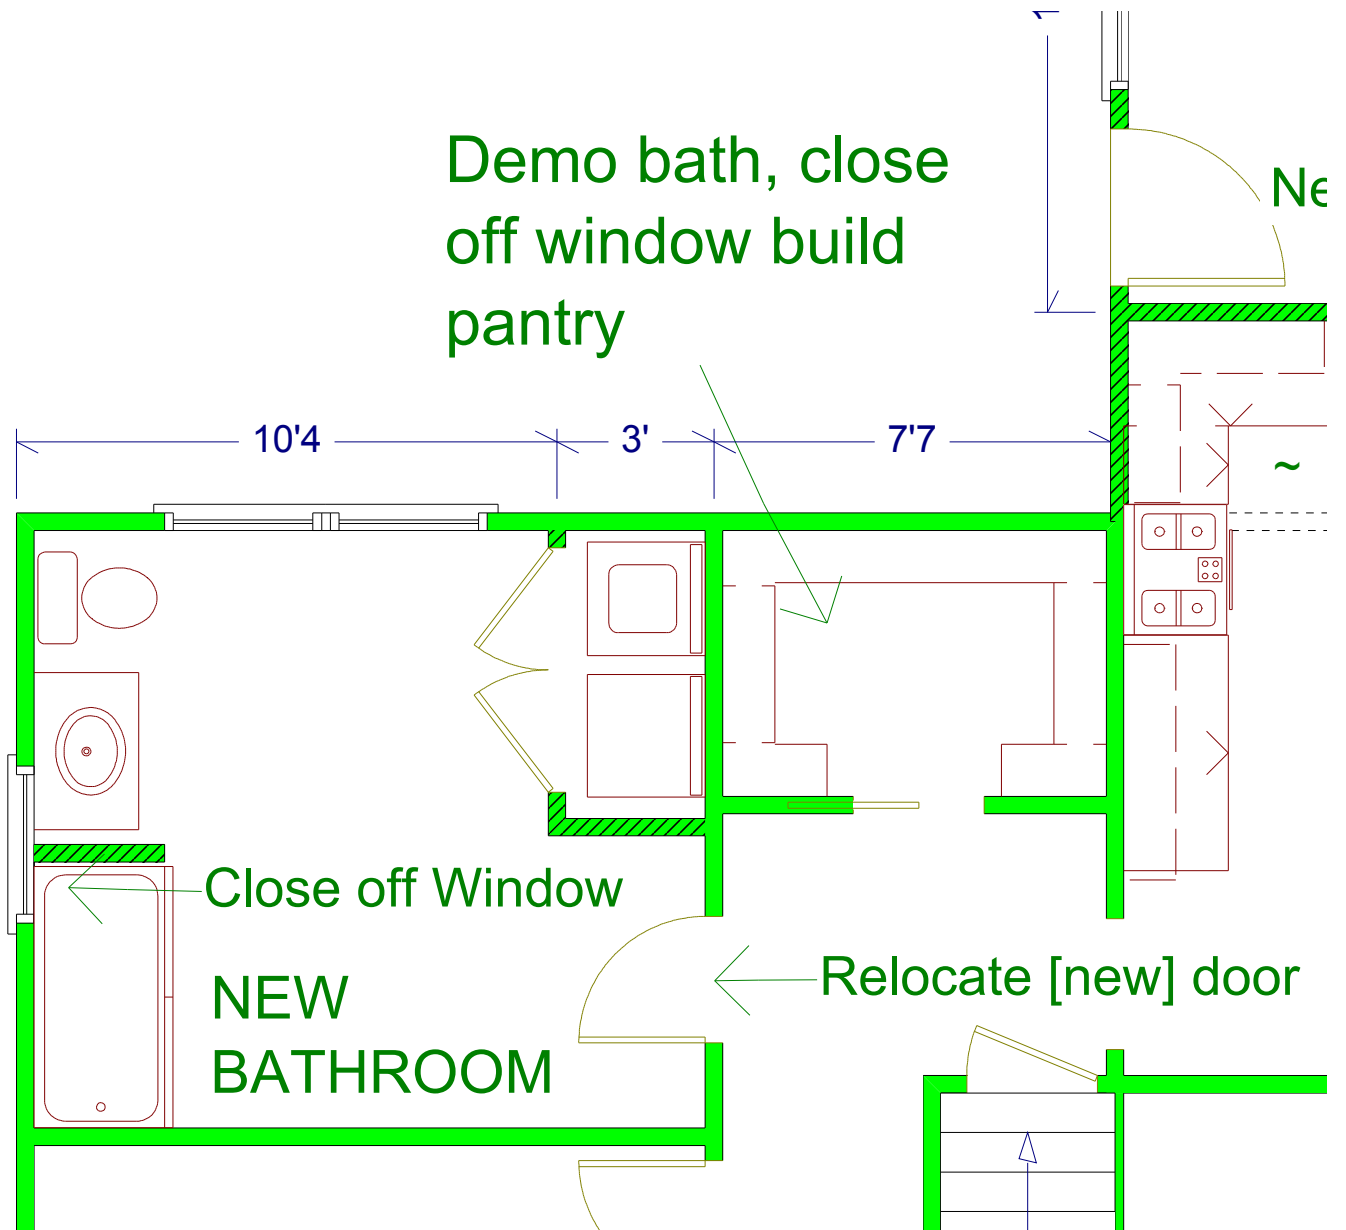 Demo bath, close
off window build
pantry
Ne
10'4
3'
7'7
~
Close off Window
NEW
BATHROOM
Relocate [new] door